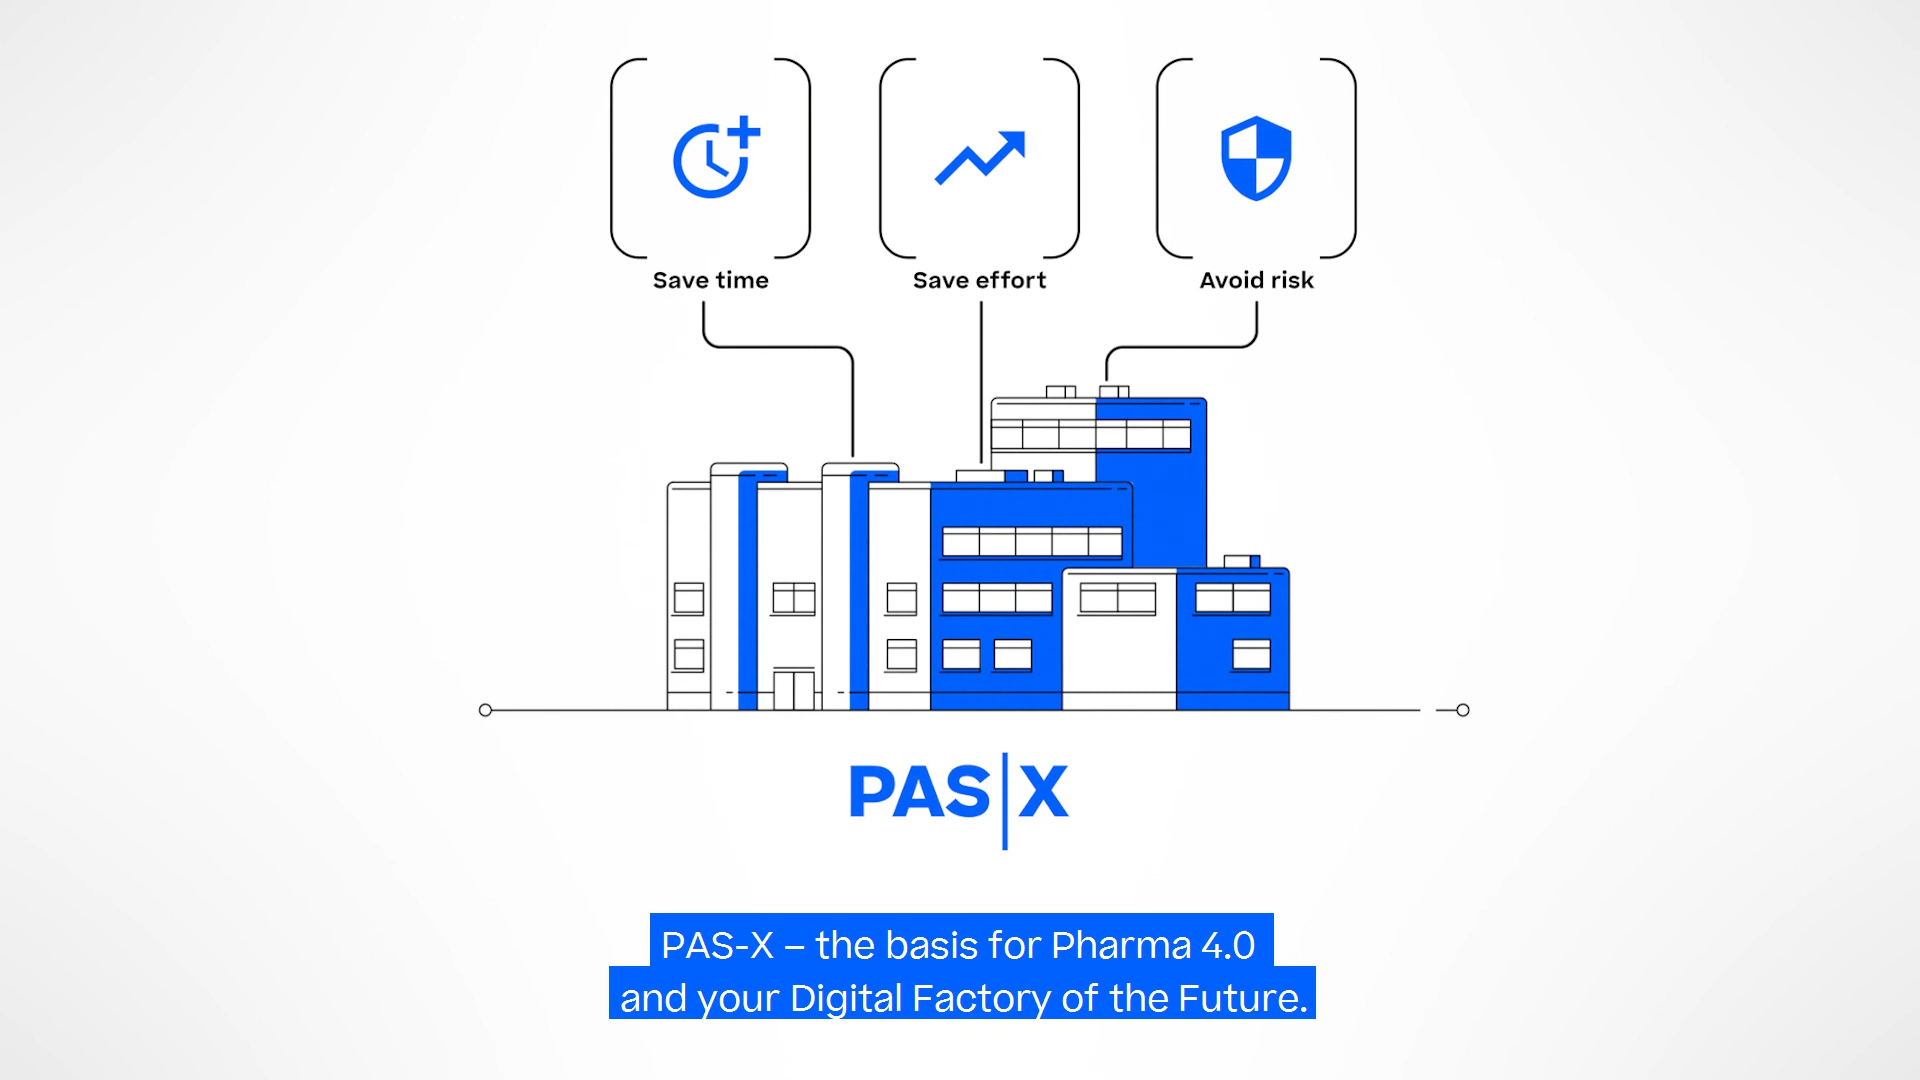 Save time
Save effort
Avoid risk
PAS|X
PAS-X – the basis for Pharma 4.0
and your Digital Factory of the Future.